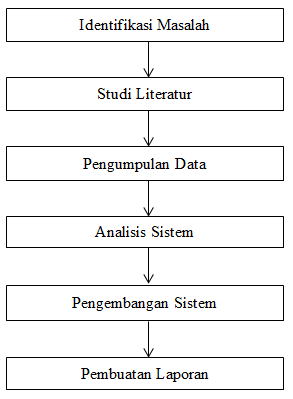 Identifikasi Masalah
Studi Literatur
Pengumpulan Data
Analisis Sistem
Pengembangan Sistem
Pembuatan Laporan